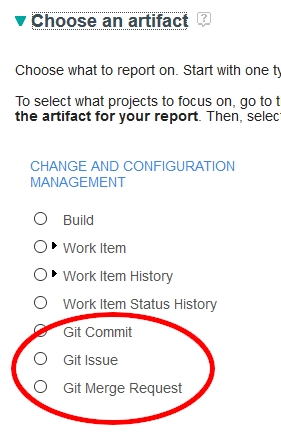 Choose an artifact
Choose what to report on. Start with one
To select what projects to focus on, go to
the artifact for your report. Then,
CHANGE AND CONFIGURATION
MANAGEMENT
Build
Work Item
Work Item History
Work Item Status History
Git Commit
Git Issue
Git Merge Request